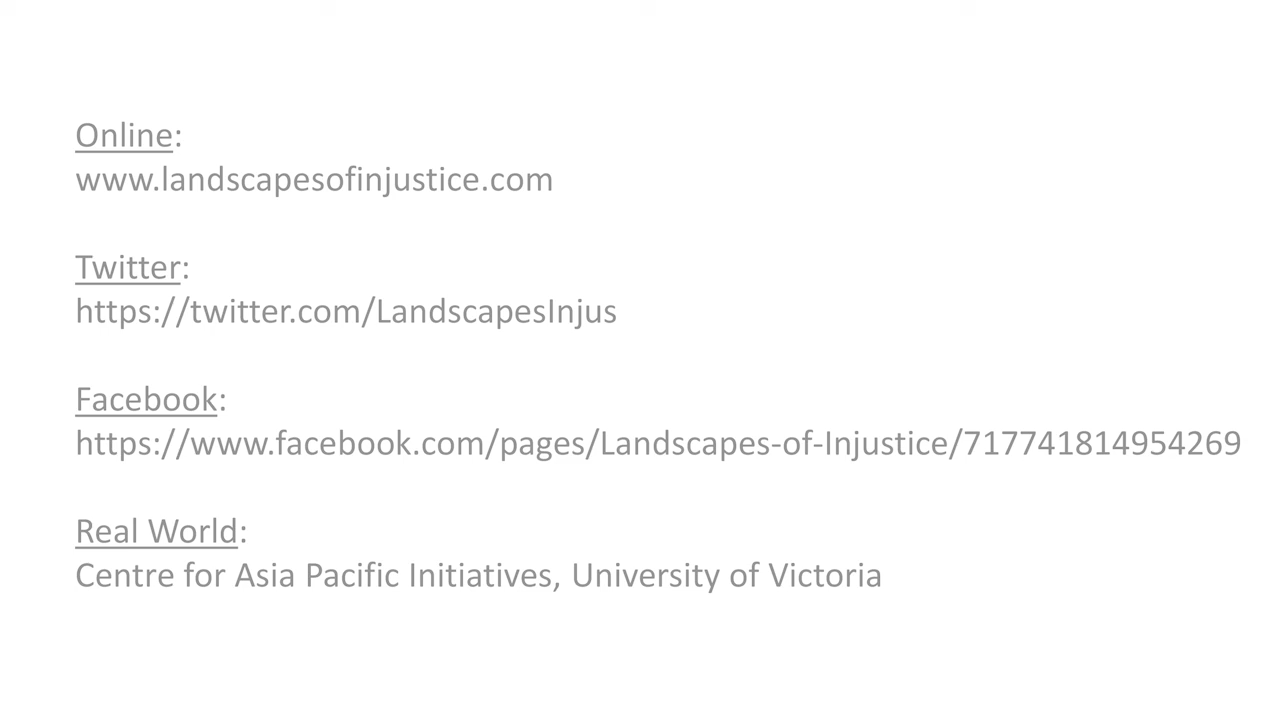 Online:
www.landscapesofinjustice.com
Twitter:
https://twitter.com/LandscapesInjus
Facebook:
https://www.facebook.com/pages/Landscapes-of-Injustice/717741814954269
Real World:
Centre for Asia Pacific Initiatives, University of Victoria